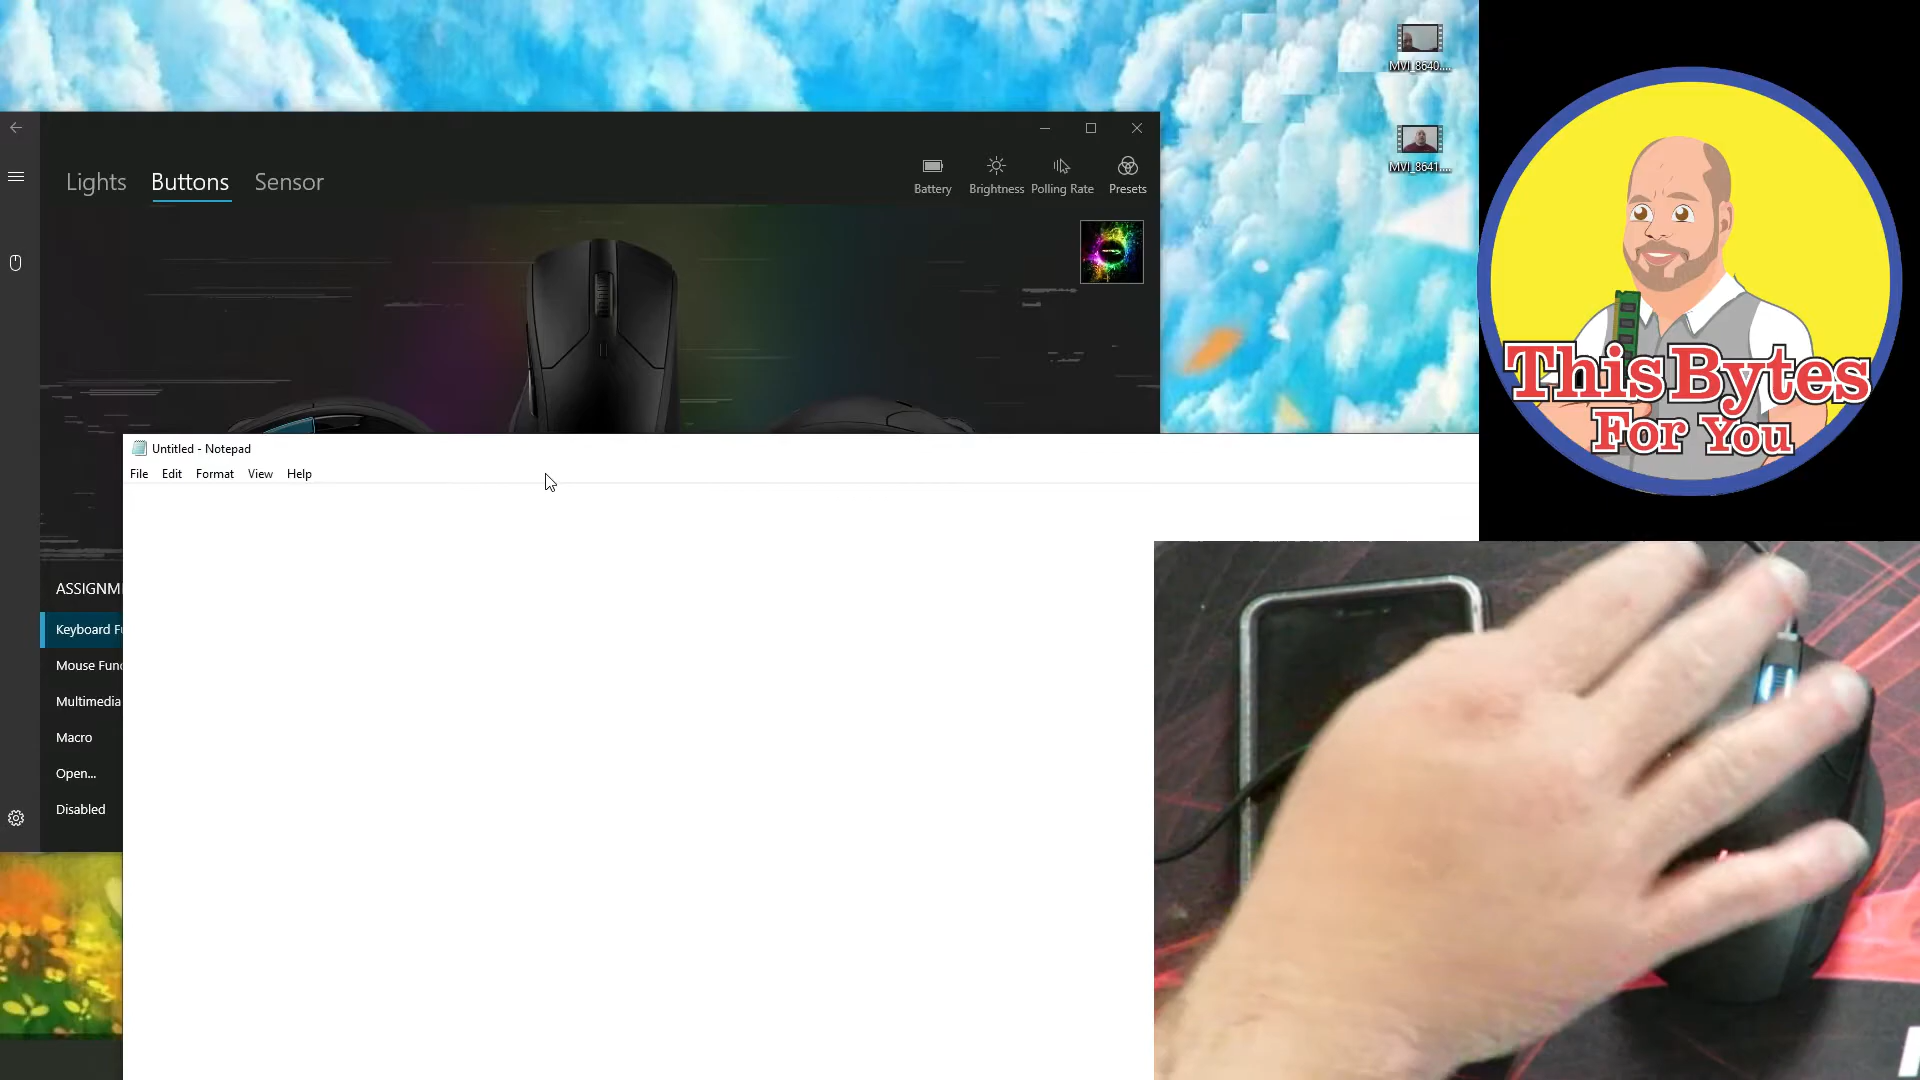 MVI_8640....
MVI_8641....
Lights Buttons Sensor
Battery Brightness Polling Rate Presets
This Bytes
For You
Untitled - Notepad
File Edit Format View Help
ASSIGNM
Keyboard Fu
Mouse Func
Multimedia
Macro
Open...
Disabled